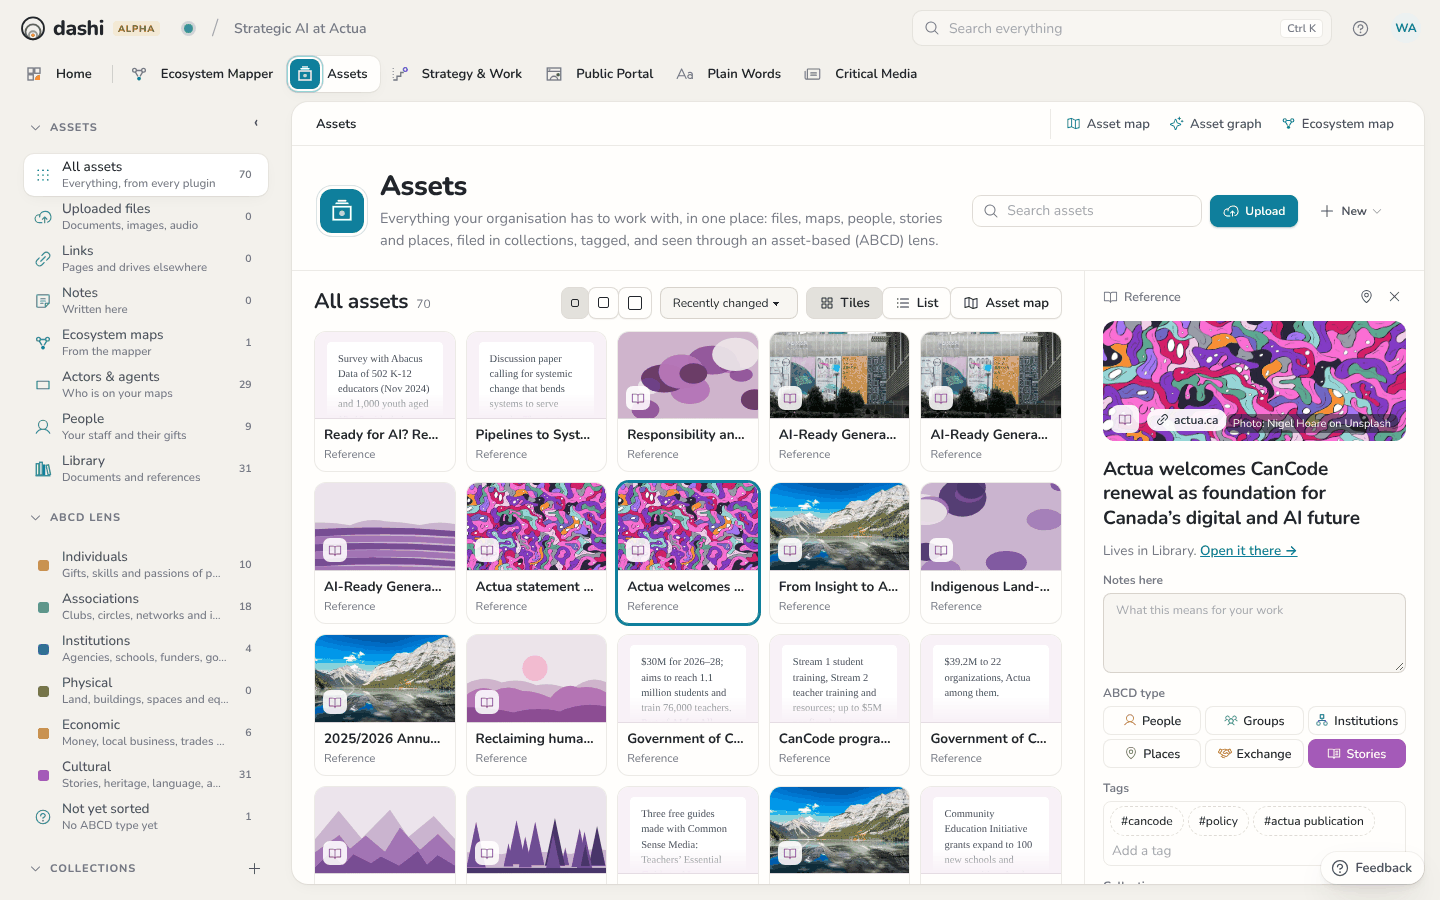 dashi ALPHA / Strategic AI at Actua
Search everything Ctrl K
WA
Home
Ecosystem Mapper
Assets
Strategy & Work
Public Portal
Aa Plain Words
Critical Media
ASSETS
All assets 70
Everything, from every plugin
Uploaded files 0
Documents, images, audio
Links 0
Pages and drives elsewhere
Notes 0
Written here
Ecosystem maps 1
From the mapper
Actors & agents 29
Who is on your maps
People 9
Your staff and their gifts
Library 31
Documents and references
ABCD LENS
Individuals 10
Gifts, skills and passions of p...
Associations 18
Clubs, circles, networks and i...
Institutions 4
Agencies, schools, funders, go...
Physical 0
Land, buildings, spaces and eq...
Economic 6
Money, local business, trades ...
Cultural 31
Stories, heritage, language, a...
Not yet sorted 1
No ABCD type yet
COLLECTIONS
Assets
Asset map
Asset graph
Ecosystem map
Assets
Everything your organisation has to work with, in one place: files, maps, people, stories
and places, filed in collections, tagged, and seen through an asset-based (ABCD) lens.
Search assets
Upload
New
All assets 70
Recently changed
Tiles
List
Asset map
Survey with Abacus
Data of 502 K-12
educators (Nov 2024)
and 1,000 youth aged
Ready for AI? Re...
Reference
Discussion paper
calling for systemic
change that bends
systems to serve
Pipelines to Syst...
Reference
Responsibility an...
Reference
AI-Ready Genera...
Reference
AI-Ready Genera...
Reference
AI-Ready Genera...
Reference
Actua statement ...
Reference
Actua welcomes ...
Reference
From Insight to A...
Reference
Indigenous Land-...
Reference
2025/2026 Annu...
Reference
Reclaiming huma...
Reference
$30M for 2026–28;
aims to reach 1.1
million students and
train 76,000 teachers.
Government of C...
Reference
Stream 1 student
training, Stream 2
teacher training and
resources; up to $5M
CanCode progra...
Reference
$39.2M to 22
organizations, Actua
among them.
Government of C...
Reference
Three free guides
made with Common
Sense Media:
Teachers' Essential
Community
Education Initiative
grants expand to 100
new schools and
Reference
actua.ca
Photo: Nigel Hoare on Unsplash
Actua welcomes CanCode
renewal as foundation for
Canada's digital and AI future
Lives in Library. Open it there →
Notes here
What this means for your work
ABCD type
People
Groups
Institutions
Places
Exchange
Stories
Tags
#cancode
#policy
#actua publication
Add a tag
Feedback